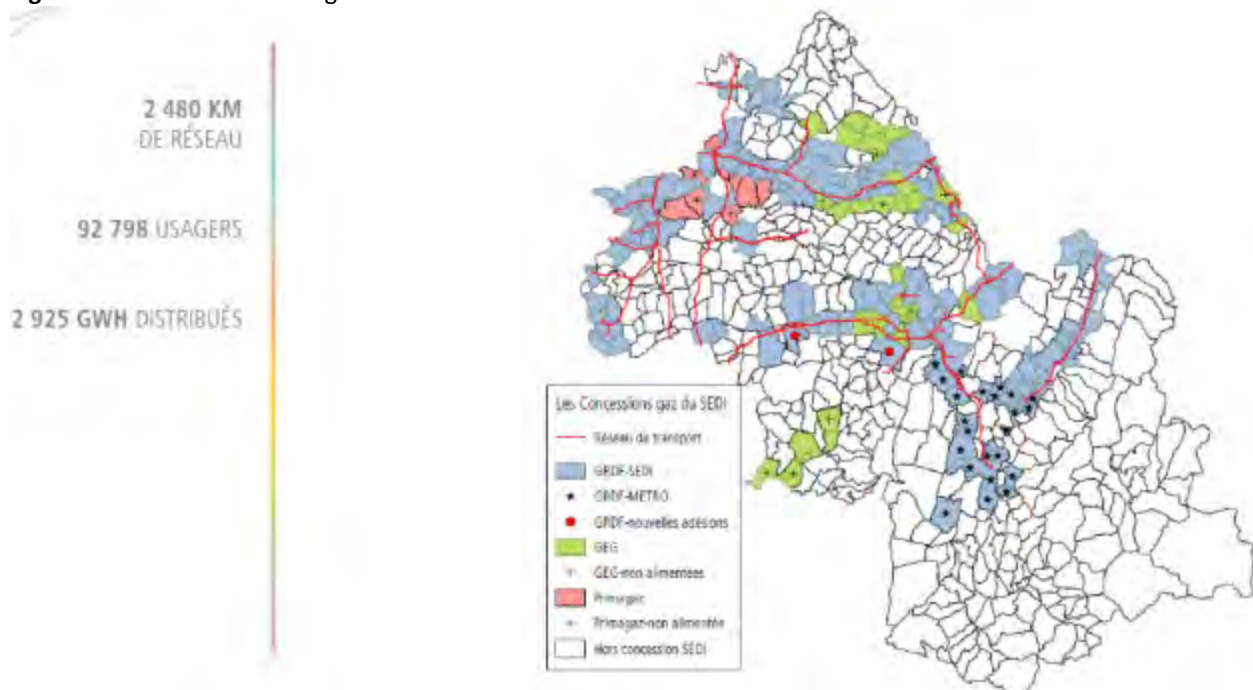 2 480 KM
DE RÉSEAU
92 798 USAGERS
2 925 GWH DISTRIBUÉS
Les Concessions gaz du SEDI
Réseau de transport
GRDF-SEDI
GRDF-METRO
GRDF-nouvelles adésions
GEG
GEG-non alimentées
Primagaz
Primagaz-non alimentée
Hors concession SEDI